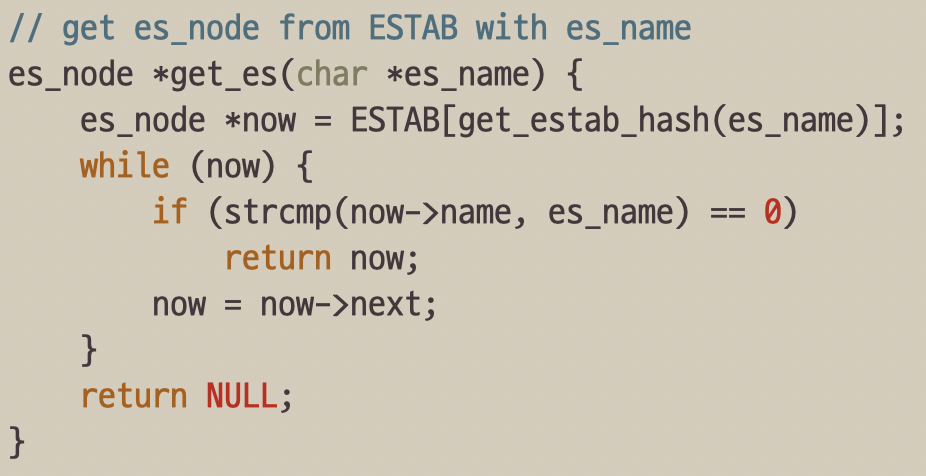 // get es_node from ESTAB with es_name
es_node *get_es(char *es_name) {
    es_node *now = ESTAB[get_estab_hash(es_name)];
    while (now) {
        if (strcmp(now->name, es_name) == 0)
            return now;
        now = now->next;
    }
    return NULL;
}